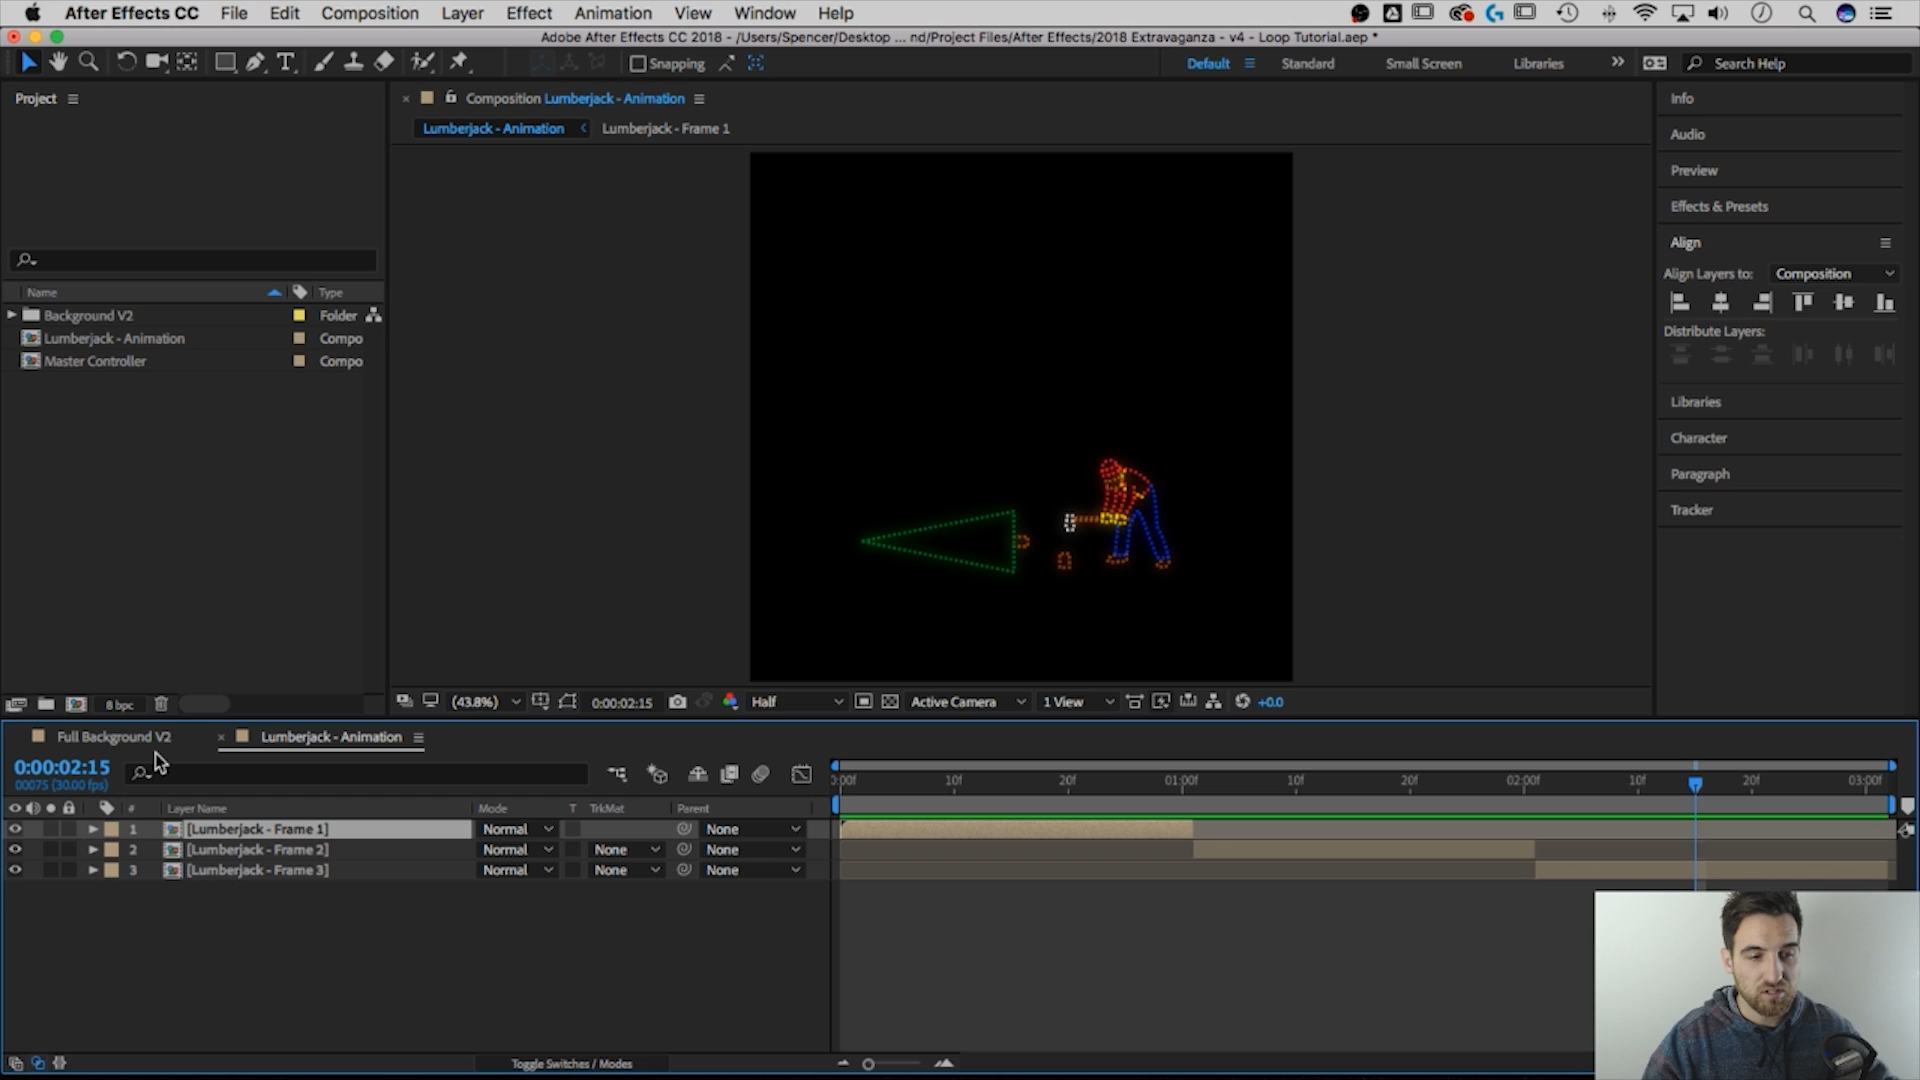 After Effects CC File Edit Composition Layer Effect Animation View Window Help
Adobe After Effects CC 2018 - /Users/Spencer/Desktop ... nd/Project Files/After Effects/2018 Extravaganza - v4 - Loop Tutorial.aep *
Snapping Default Standard Small Screen Libraries Search Help
Project
Composition Lumberjack - Animation
Lumberjack - Animation Lumberjack - Frame 1
Name Type
Background V2 Folder
Lumberjack - Animation Compo
Master Controller Compo
Info
Audio
Preview
Effects & Presets
Align
Align Layers to: Composition
Distribute Layers:
Libraries
Character
Paragraph
Tracker
8 bpc
(43.8%) 0:00:02:15 Half Active Camera 1 View +0.0
Full Background V2 Lumberjack - Animation
0:00:02:15
00075 (30.00 fps)
:00f 10f 20f 01:00f 10f 20f 02:00f 10f 20f 03:00f
# Layer Name Mode T TrkMat Parent
1 [Lumberjack - Frame 1] Normal None
2 [Lumberjack - Frame 2] Normal None None
3 [Lumberjack - Frame 3] Normal None None
Toggle Switches / Modes